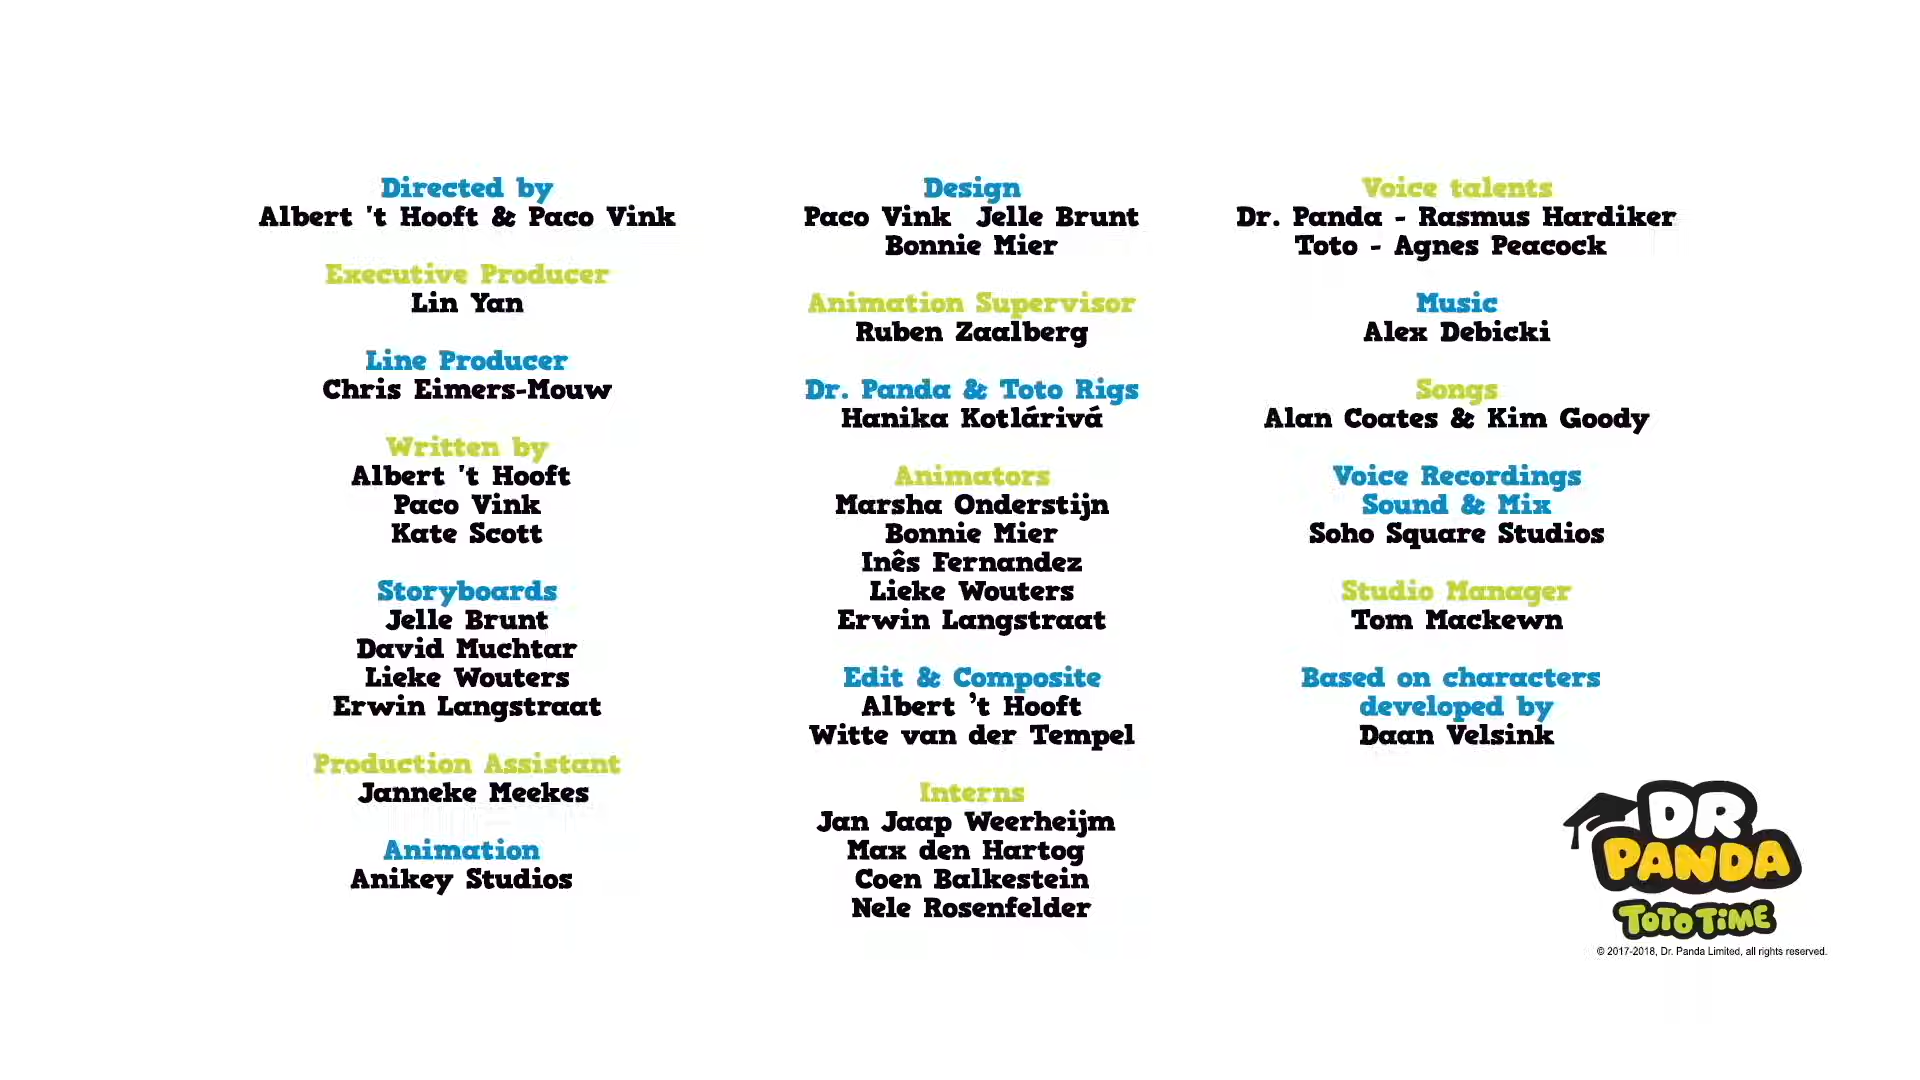 Directed by
Albert 't Hooft & Paco Vink
Executive Producer
Lin Yan
Line Producer
Chris Eimers-Mouw
Written by
Albert 't Hooft
Paco Vink
Kate Scott
Storyboards
Jelle Brunt
David Muchtar
Lieke Wouters
Erwin Langstraat
Production Assistant
Janneke Meekes
Animation
Anikey Studios
Design
Paco Vink Jelle Brunt
Bonnie Mier
Animation Supervisor
Ruben Zaalberg
Dr. Panda & Toto Rigs
Hanika Kotlárivá
Animators
Marsha Onderstijn
Bonnie Mier
Inês Fernandez
Lieke Wouters
Erwin Langstraat
Edit & Composite
Albert ’t Hooft
Witte van der Tempel
Interns
Jan Jaap Weerheijm
Max den Hartog
Coen Balkestein
Nele Rosenfelder
Voice talents
Dr. Panda - Rasmus Hardiker
Toto - Agnes Peacock
Music
Alex Debicki
Songs
Alan Coates & Kim Goody
Voice Recordings
Sound & Mix
Soho Square Studios
Studio Manager
Tom Mackewn
Based on characters
developed by
Daan Velsink
DR
PANDA
TOTO TiME
© 2017-2018, Dr. Panda Limited, all rights reserved.